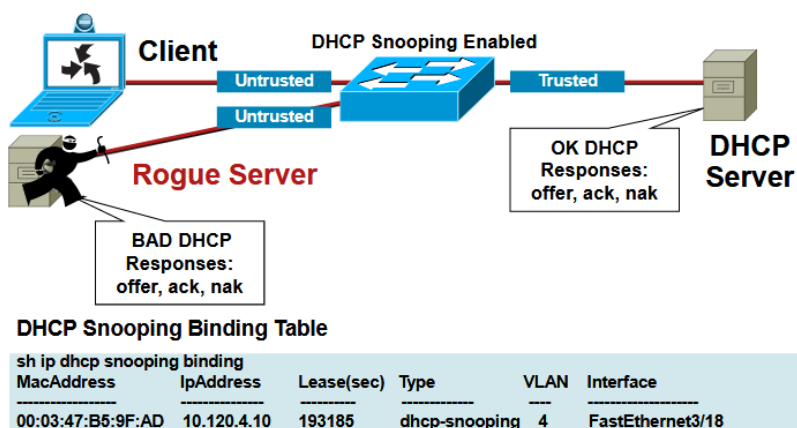 Client
DHCP Snooping Enabled
Untrusted
Trusted
Untrusted
Rogue Server
OK DHCP
Responses:
offer, ack, nak
DHCP
Server
BAD DHCP
Responses:
offer, ack, nak
DHCP Snooping Binding Table
sh ip dhcp snooping binding
MacAddress IpAddress Lease(sec) Type VLAN Interface
------------------ --------------- ---------- ------------- ---- --------------------
00:03:47:B5:9F:AD 10.120.4.10 193185 dhcp-snooping 4 FastEthernet3/18